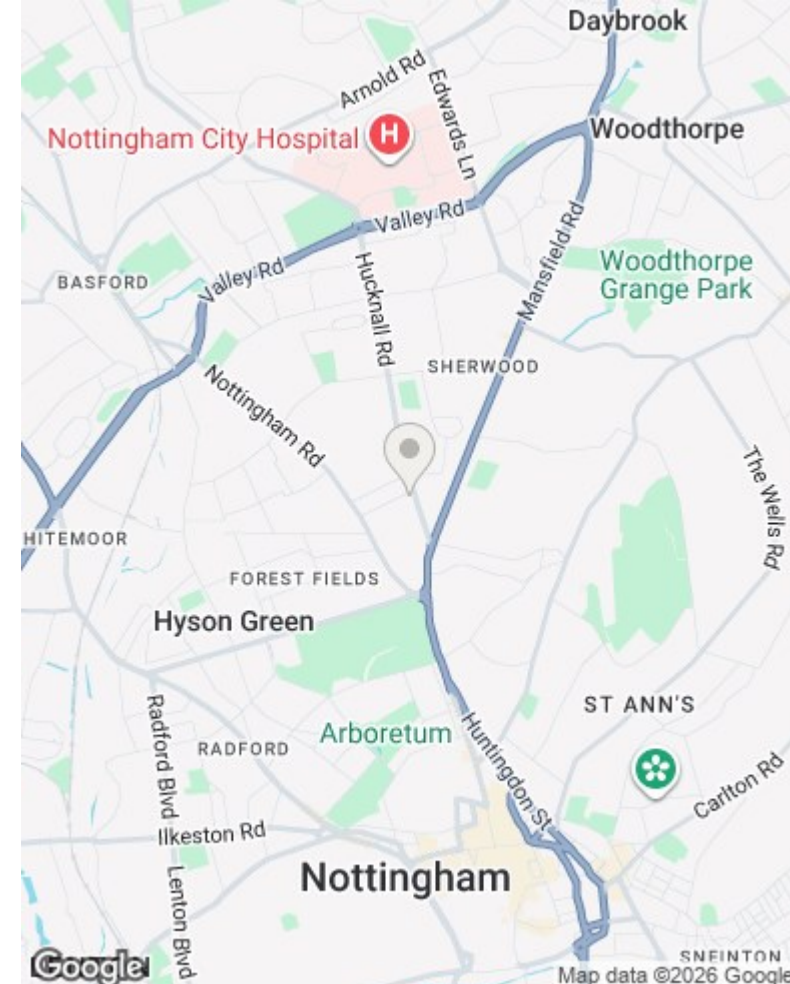 Daybrook
Arnold Rd
Edwards Ln
Nottingham City Hospital
H
Woodthorpe
Valley Rd
Valley Rd
Mansfield Rd
Woodthorpe
Grange Park
BASFORD
Hucknall Rd
SHERWOOD
Nottingham Rd
The Wells Rd
HITEMOOR
FOREST FIELDS
Hyson Green
ST ANN'S
Radford Blvd
Arboretum
RADFORD
Huntingdon St
Carlton Rd
Ilkeston Rd
Nottingham
Lenton Blvd
SNEINTON
Google
Map data ©2026 Google